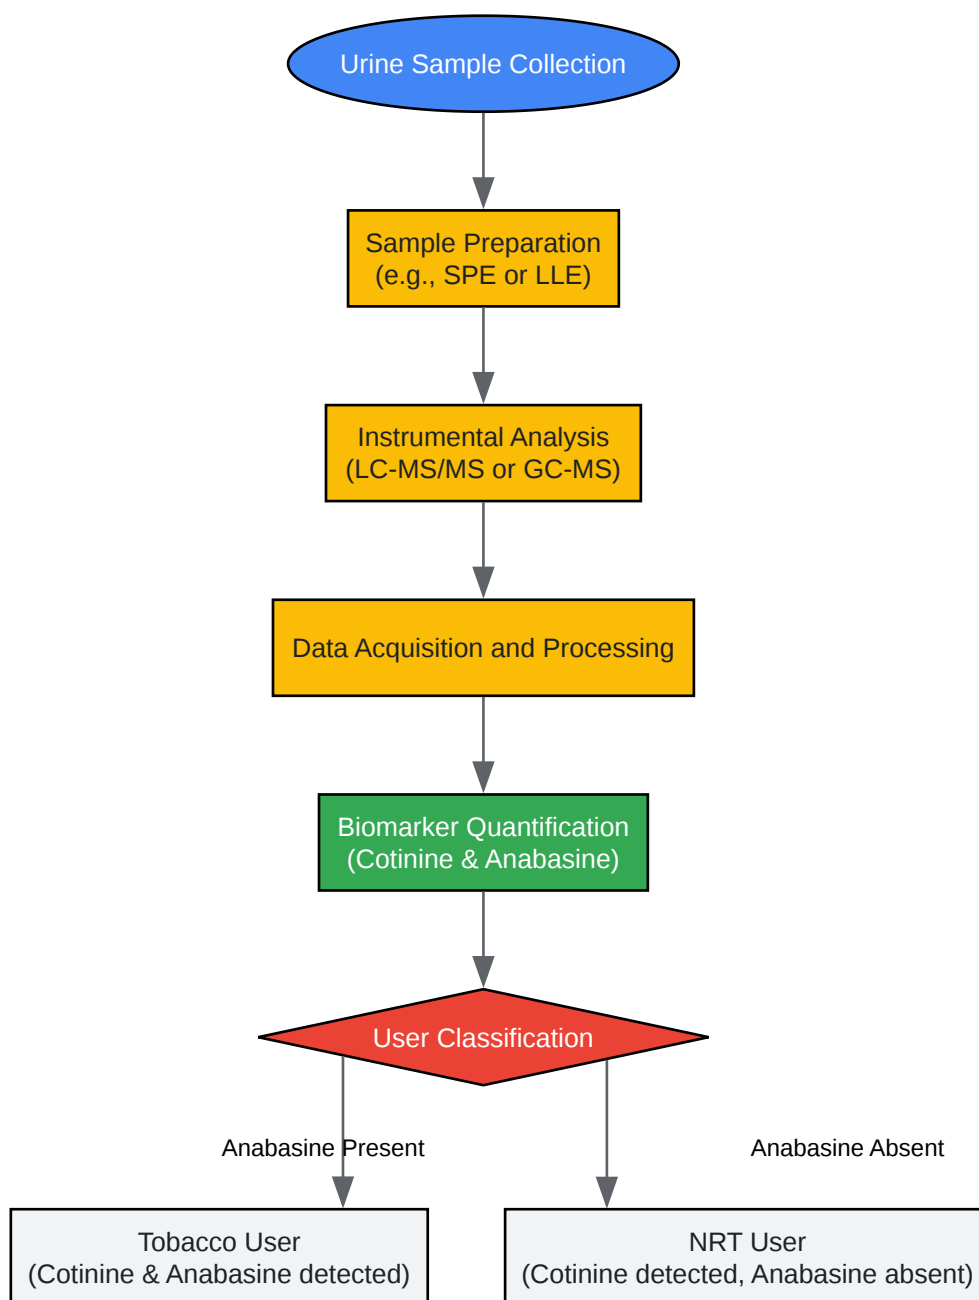 Urine Sample Collection
Sample Preparation
(e.g., SPE or LLE)
Instrumental Analysis
(LC-MS/MS or GC-MS)
Data Acquisition and Processing
Biomarker Quantification
(Cotinine & Anabasine)
User Classification
Anabasine Present
Anabasine Absent
Tobacco User
(Cotinine & Anabasine detected)
NRT User
(Cotinine detected, Anabasine absent)